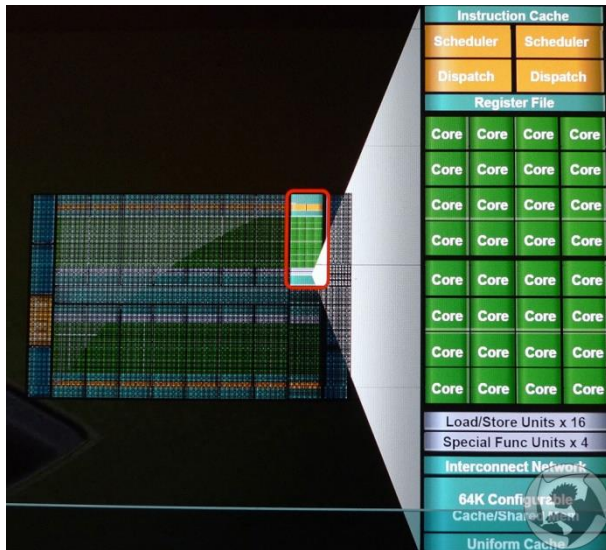 Instruction Cache
Scheduler Scheduler
Dispatch Dispatch
Register File
Core Core Core Core
Core Core Core Core
Core Core Core Core
Core Core Core Core
Core Core Core Core
Core Core Core Core
Core Core Core Core
Core Core Core Core
Load/Store Units x 16
Special Func Units x 4
Interconnect Network
64K Configurable
Cache/Shared Mem
Uniform Cache